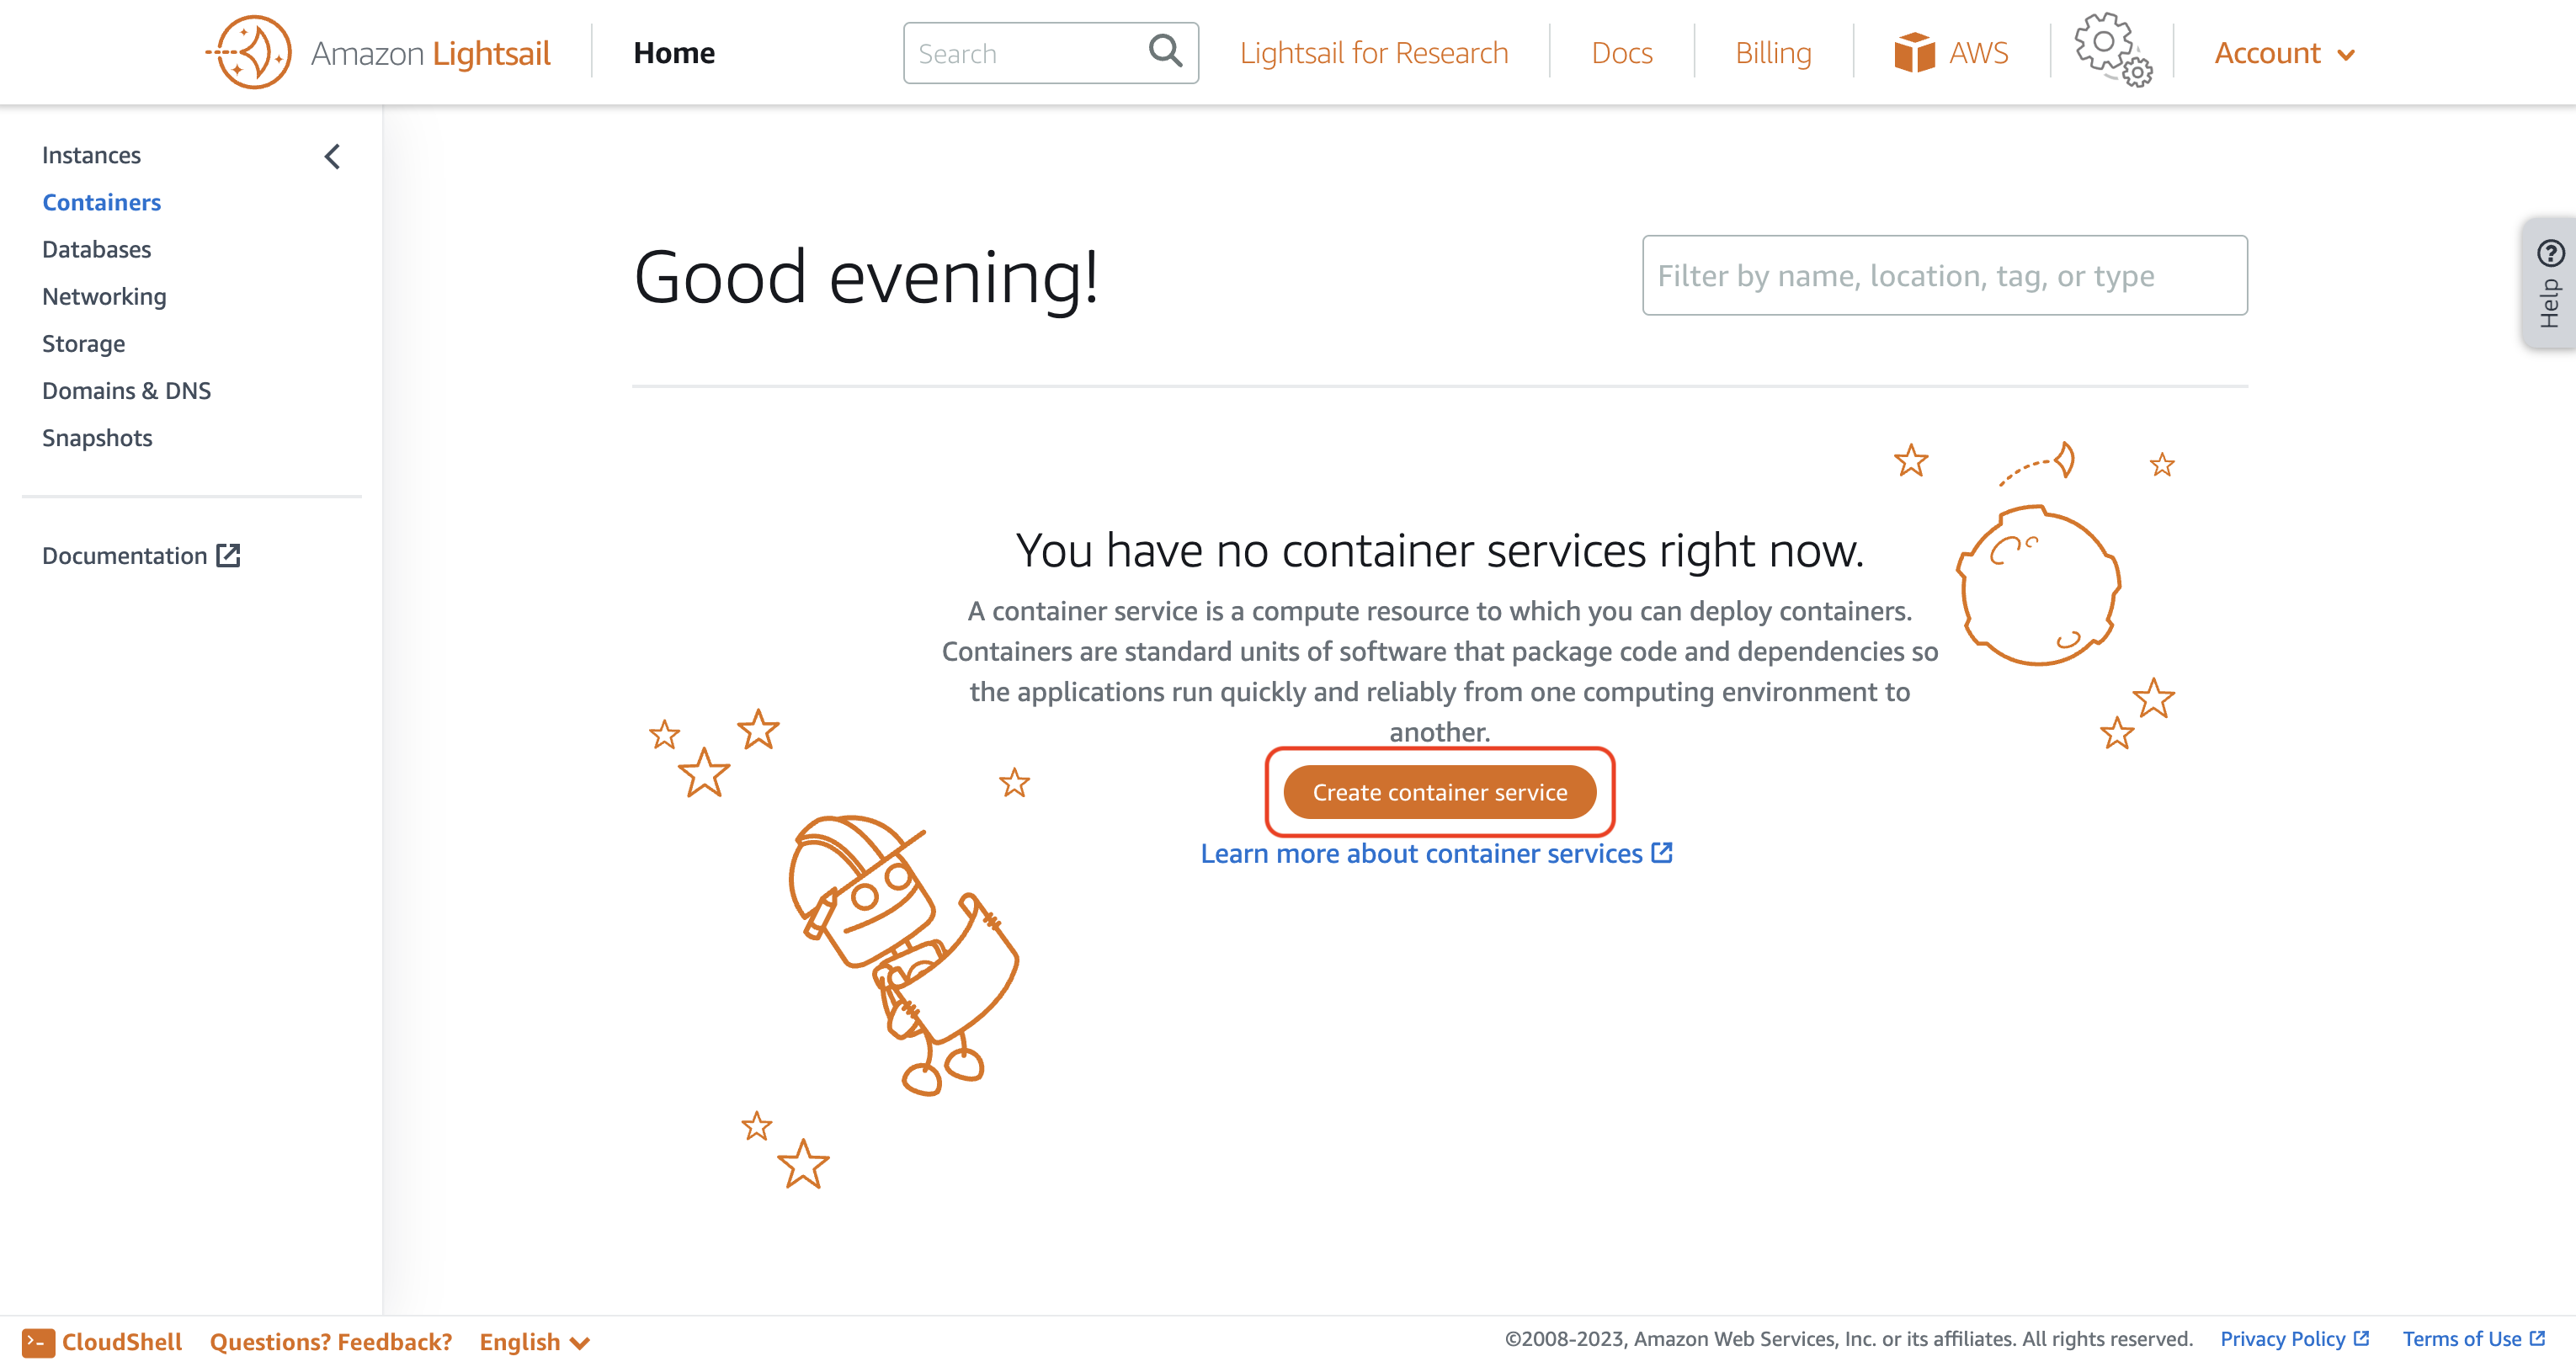 Amazon Lightsail
Home
Search
Lightsail for Research
Docs
Billing
AWS
Account
Instances
Containers
Databases
Networking
Storage
Domains & DNS
Snapshots
Documentation
Good evening!
Filter by name, location, tag, or type
Help
You have no container services right now.
A container service is a compute resource to which you can deploy containers.
Containers are standard units of software that package code and dependencies so
the applications run quickly and reliably from one computing environment to
another.
Create container service
Learn more about container services
CloudShell
Questions? Feedback?
English
©2008-2023, Amazon Web Services, Inc. or its affiliates. All rights reserved.
Privacy Policy
Terms of Use